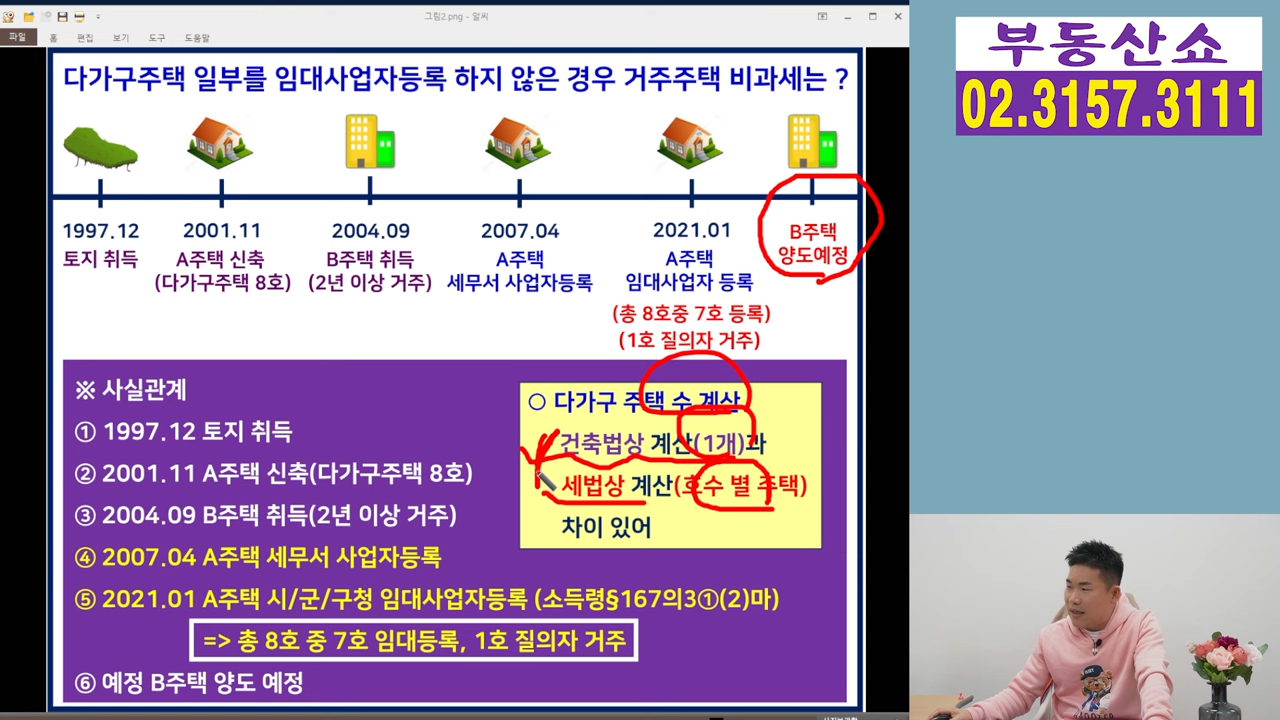 그림2.png - 알씨
파일 홈 편집 보기 도구 도움말
부동산쇼
02.3157.3111
다가구주택 일부를 임대사업자등록 하지 않은 경우 거주주택 비과세는 ?
1997.12
토지 취득
2001.11
A주택 신축
(다가구주택 8호)
2004.09
B주택 취득
(2년 이상 거주)
2007.04
A주택
세무서 사업자등록
2021.01
A주택
임대사업자 등록
(총 8호중 7호 등록)
(1호 질의자 거주)
B주택
양도예정
※ 사실관계
① 1997.12 토지 취득
② 2001.11 A주택 신축(다가구주택 8호)
③ 2004.09 B주택 취득(2년 이상 거주)
④ 2007.04 A주택 세무서 사업자등록
⑤ 2021.01 A주택 시/군/구청 임대사업자등록 (소득령§167의3①(2)마)
=> 총 8호 중 7호 임대등록, 1호 질의자 거주
⑥ 예정 B주택 양도 예정
○ 다가구 주택 수 계산
건축법상 계산(1개)과
세법상 계산(호수 별 주택)
차이 있어